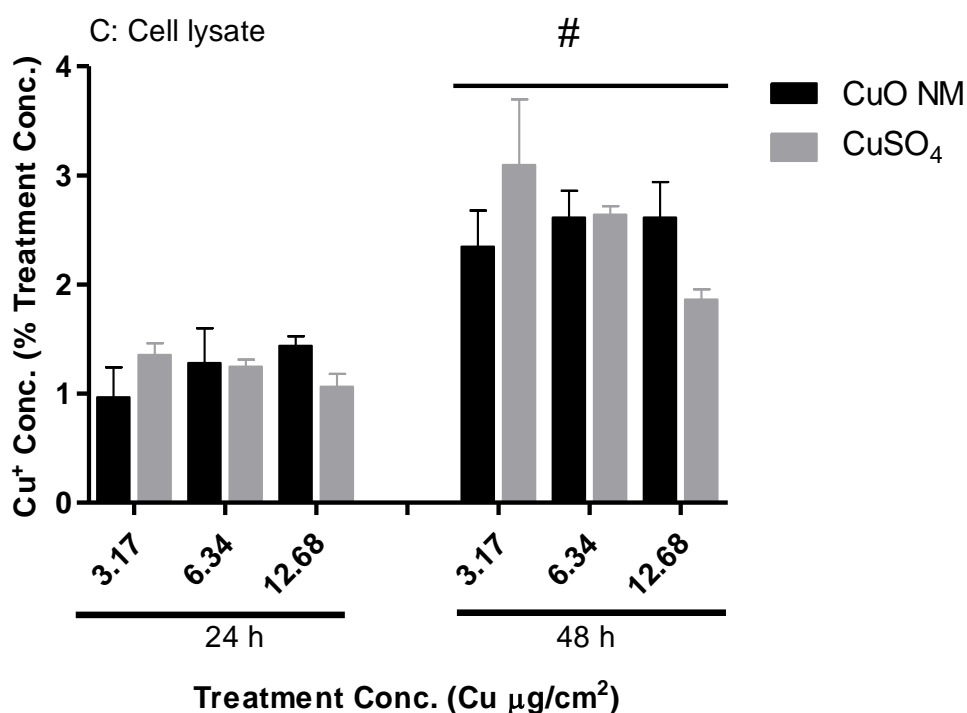 C: Cell lysate
#
CuO NM
CuSO₄
Cu⁺ Conc. (% Treatment Conc.)
4
3
2
1
0
3.17
6.34
12.68
3.17
6.34
12.68
24 h
48 h
Treatment Conc. (Cu μg/cm²)